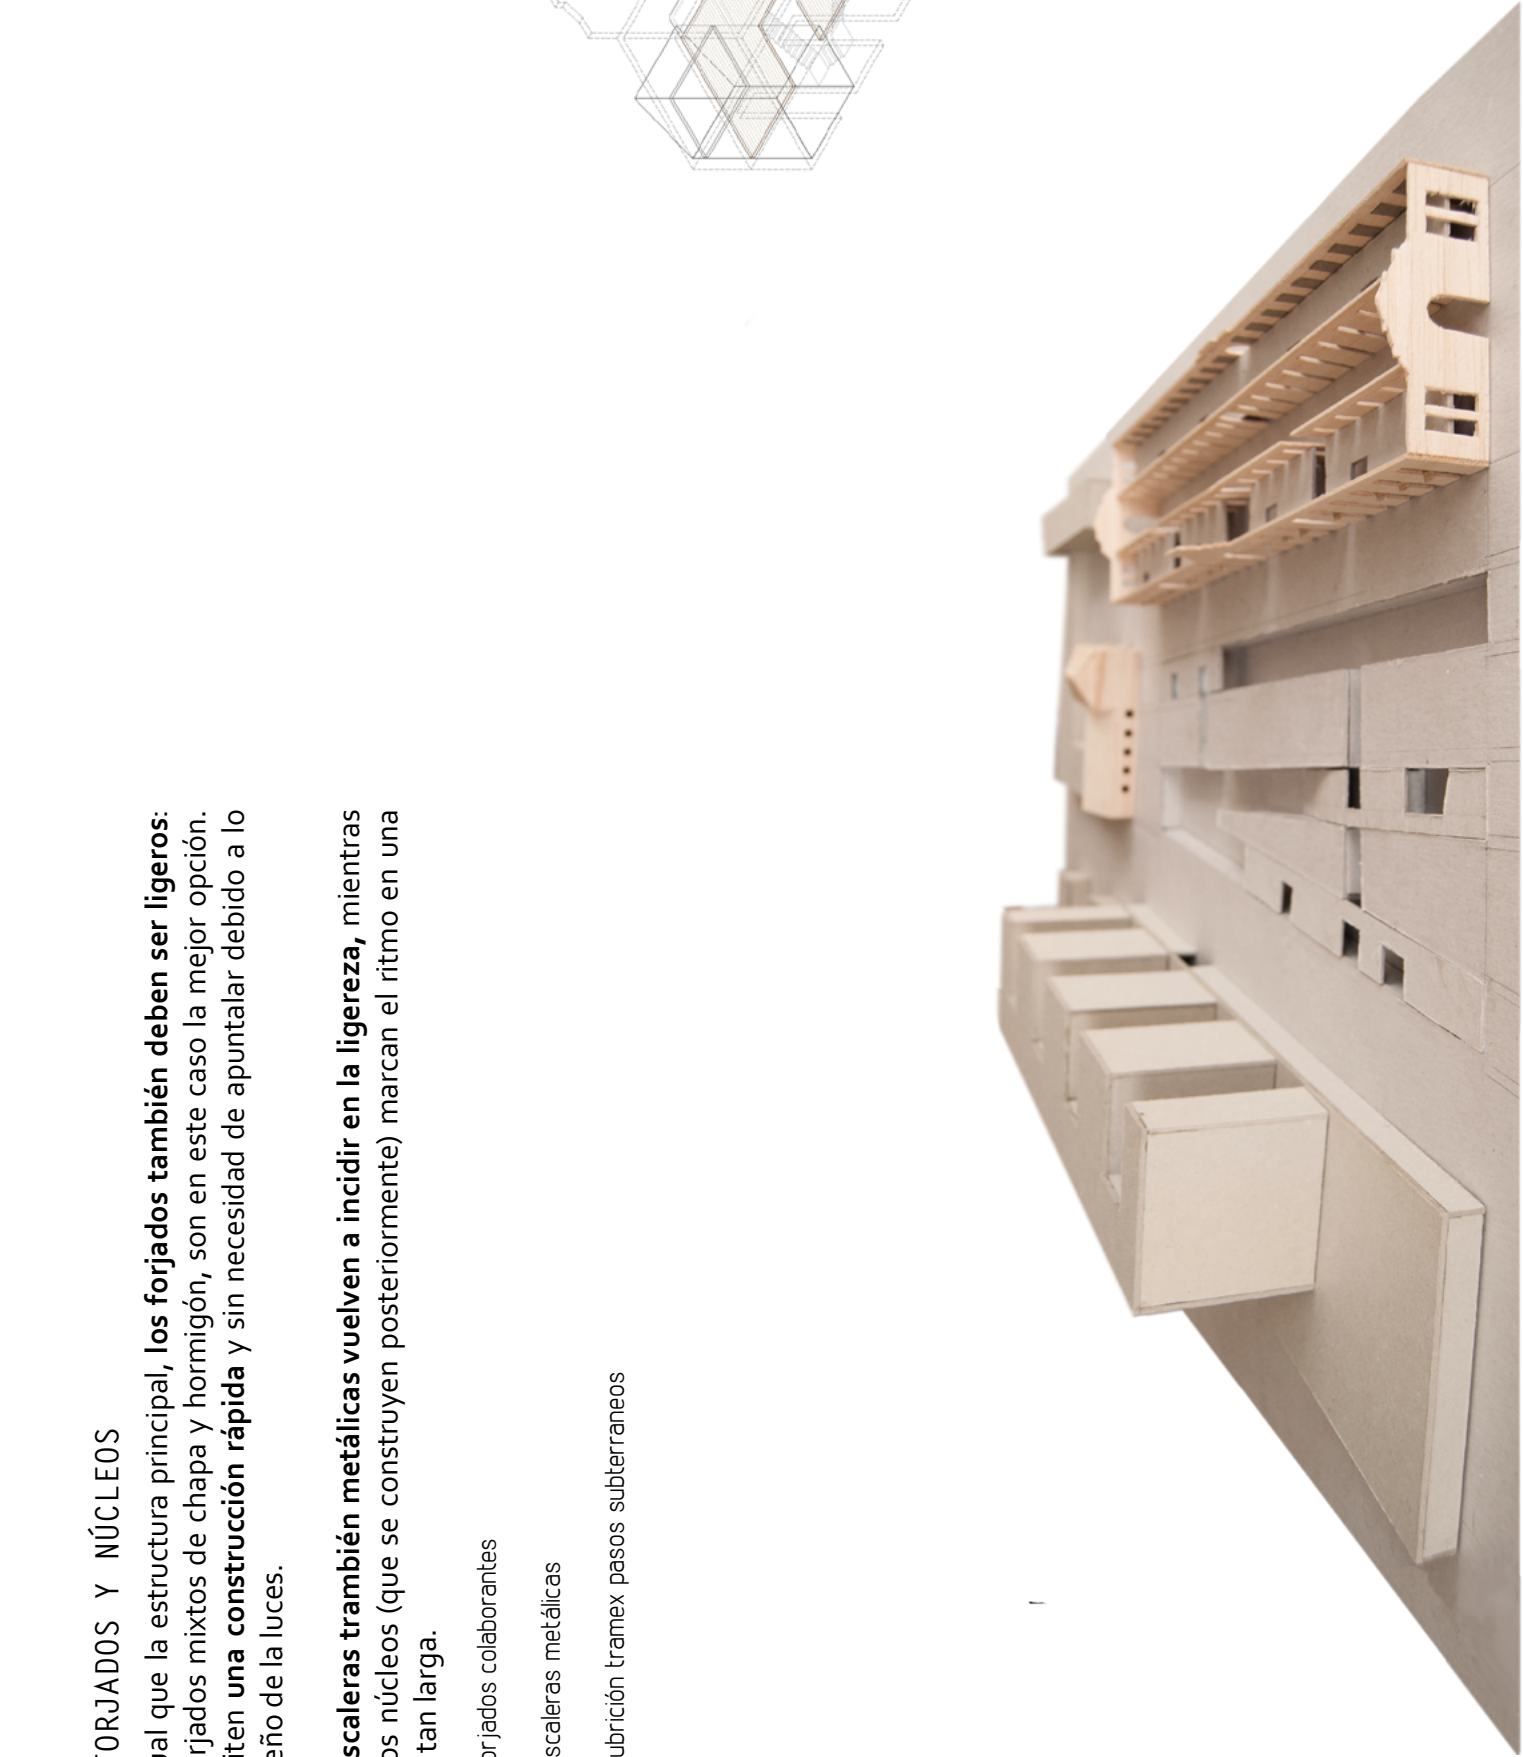 FORJADOS Y NÚCLEOS
ual que la estructura principal, los forjados también deben ser ligeros:
rjados mixtos de chapa y hormigón, son en este caso la mejor opción.
iten una construcción rápida y sin necesidad de apuntalar debido a lo
eño de la luces.
scaleras trambién metálicas vuelven a incidir en la ligereza, mientras
os núcleos (que se construyen posteriormente) marcan el ritmo en una
tan larga.
orjados colaborantes
scaleras metálicas
ubrición tramex pasos subterraneos